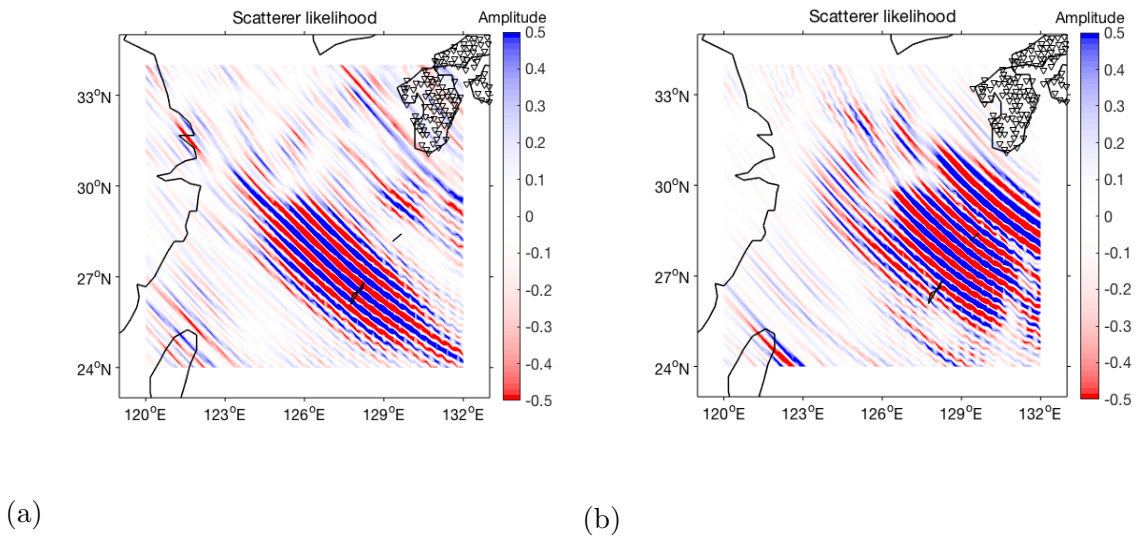 Scatterer likelihood
Amplitude
0.5
0.4
0.3
0.2
0.1
0
-0.1
-0.2
-0.3
-0.4
-0.5
33°N
30°N
27°N
24°N
120°E 123°E 126°E 129°E 132°E
(a)
Scatterer likelihood
Amplitude
0.5
0.4
0.3
0.2
0.1
0
-0.1
-0.2
-0.3
-0.4
-0.5
33°N
30°N
27°N
24°N
120°E 123°E 126°E 129°E 132°E
(b)